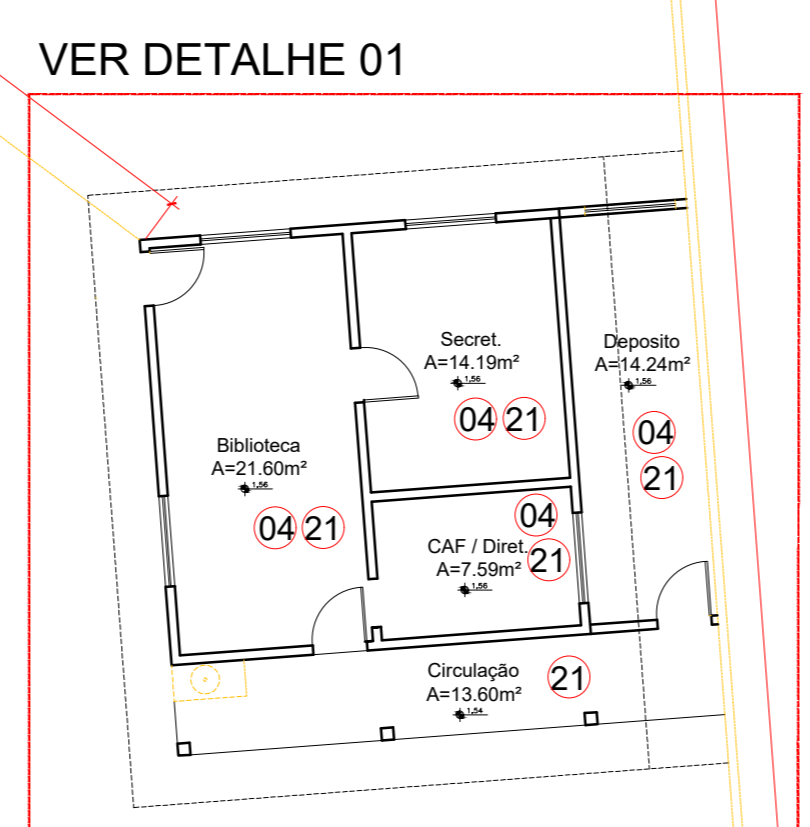 VER DETALHE 01
Secret.
A=14.19m²
1,56
04 21
Deposito
A=14.24m²
1,56
04
21
Biblioteca
A=21.60m²
1,56
04 21
CAF / Diret.
A=7.59m²
1,56
04
21
Circulação
A=13.60m²
1,54
21